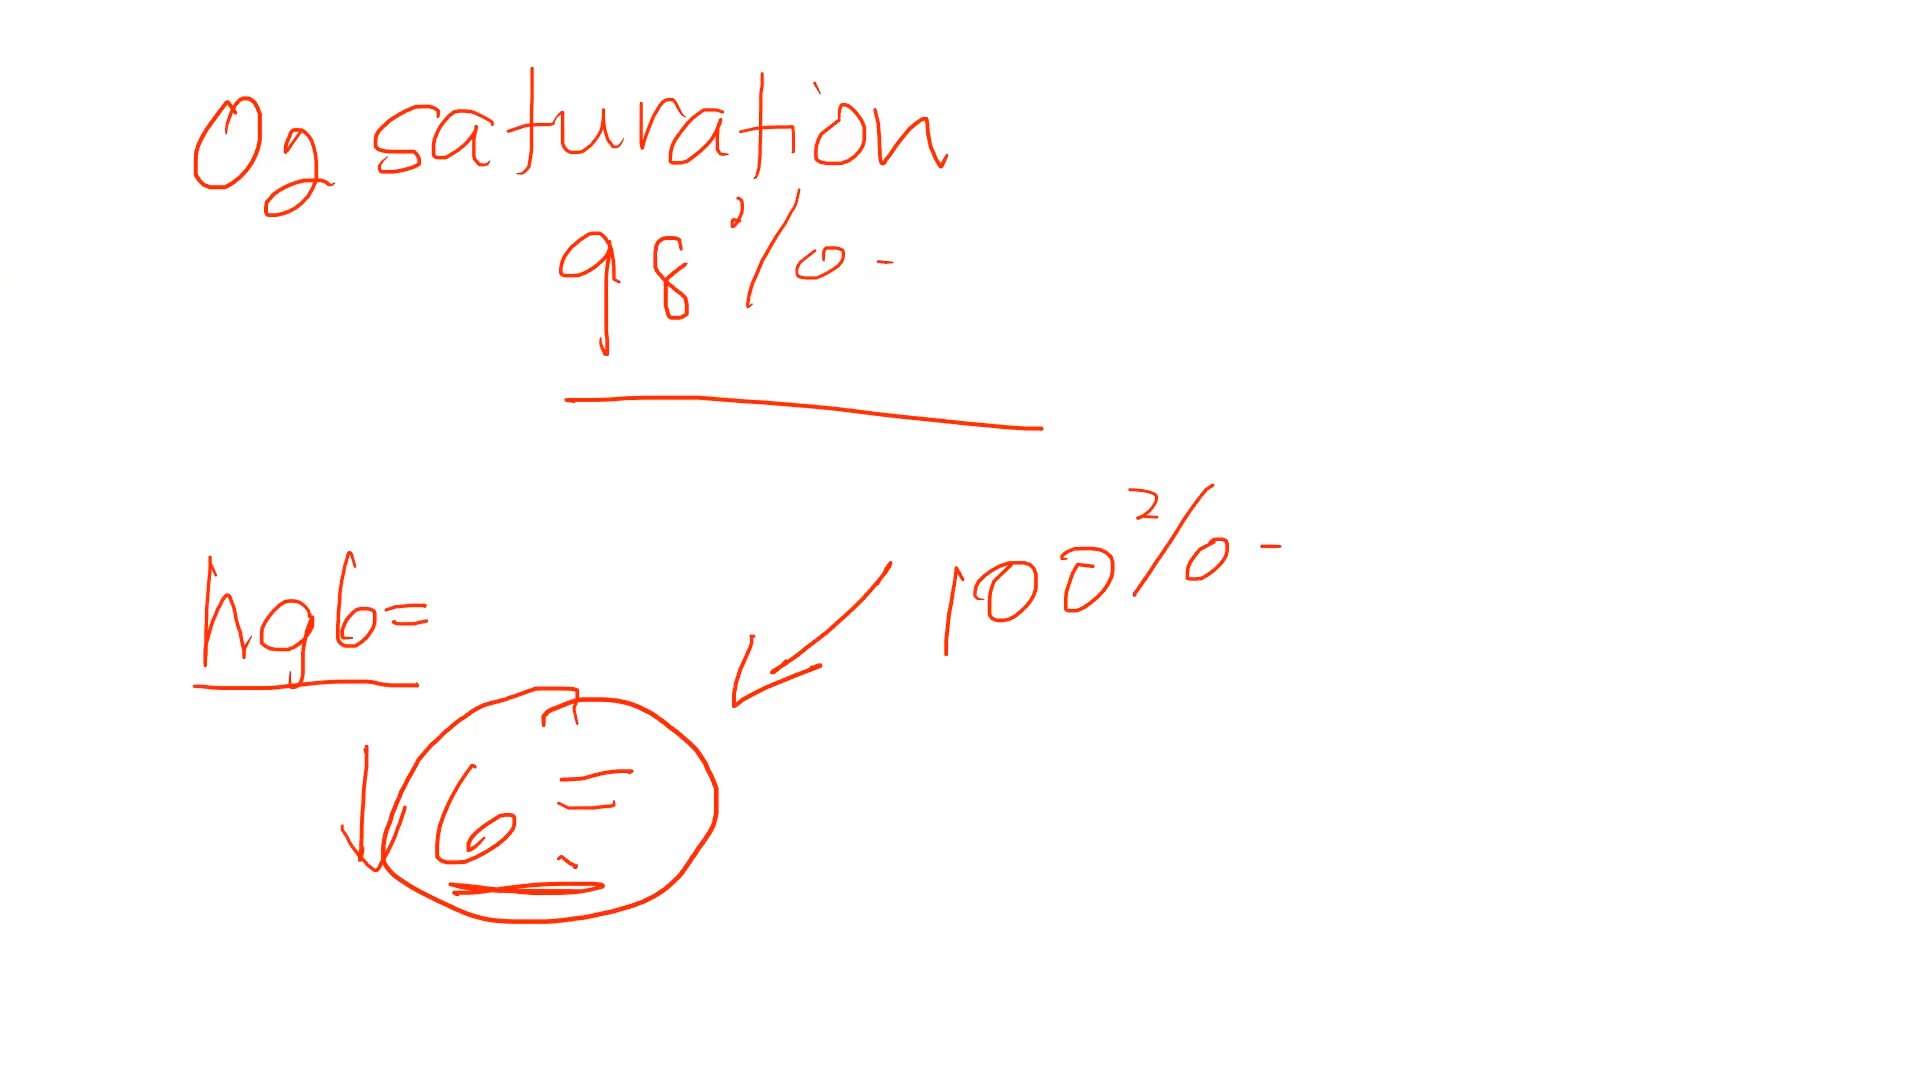 O2 saturation
98%
hgb=
100%
↓ 6